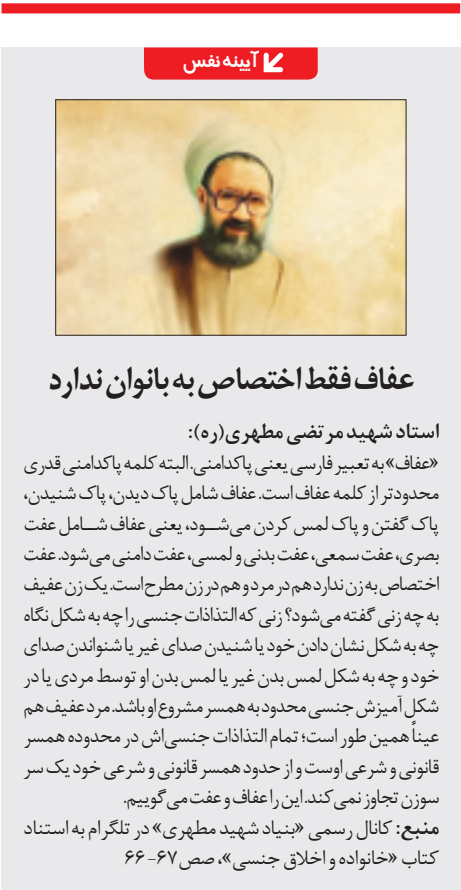 آیینه نفس
عفاف فقط اختصاص به بانوان ندارد
استاد شهید مرتضی مطهری(ره):
«عفاف»به تعبیر فارسی یعنی پاکدامنی.البته کلمه پاکدامنی قدری
محدودتر از کلمه عفاف است. عفاف شامل پاک دیدن، پاک شنیدن،
پاک گفتن و پاک لمس کردن می‌شود، یعنی عفاف شامل عفت
بصری، عفت سمعی، عفت بدنی و لمسی، عفت دامنی می‌شود. عفت
اختصاص به زن ندارد هم در مرد و هم در زن مطرح است. یک زن عفیف
به چه زنی گفته می‌شود؟ زنی که التذاذات جنسی را چه به شکل نگاه
چه به شکل نشان دادن خود یا شنیدن صدای غیر یا شنواندن صدای
خود و چه به شکل لمس بدن غیر یا لمس بدن او توسط مردی یا در
شکل آمیزش جنسی محدود به همسر مشروع او باشد. مرد عفیف هم
عیناً همین طور است؛ تمام التذاذات جنسی‌اش در محدوده همسر
قانونی و شرعی اوست و از حدود همسر قانونی و شرعی خود یک سر
سوزن تجاوز نمی‌کند. این را عفاف و عفت می‌گوییم.
منبع: کانال رسمی «بنیاد شهید مطهری» در تلگرام به استناد
کتاب «خانواده و اخلاق جنسی»، صص ۶۷-۶۶